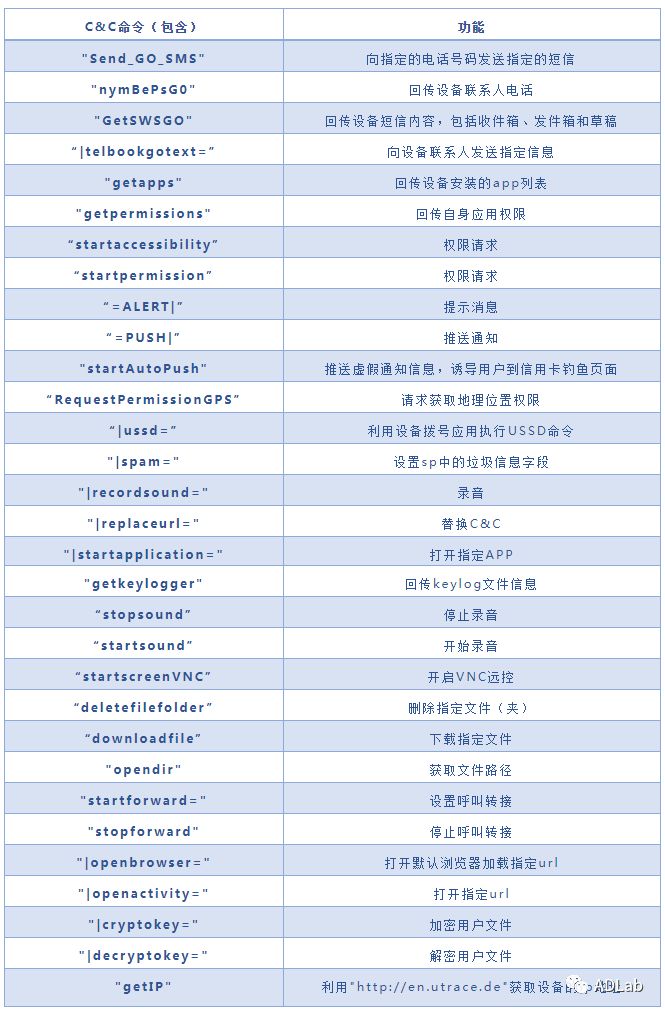 C&C命令（包含） 功能
"Send_GO_SMS" 向指定的电话号码发送指定的短信
"nymBePsG0" 回传设备联系人电话
"GetSWSGO" 回传设备短信内容，包括收件箱、发件箱和草稿
“|telbookgotext=” 向设备联系人发送指定信息
"getapps" 回传设备安装的app列表
"getpermissions" 回传自身应用权限
“startaccessibility” 权限请求
“startpermission” 权限请求
“=ALERT|” 提示消息
“=PUSH|” 推送通知
"startAutoPush" 推送虚假通知信息，诱导用户到信用卡钓鱼页面
“RequestPermissionGPS” 请求获取地理位置权限
“|ussd=” 利用设备拨号应用执行USSD命令
"|spam=" 设置sp中的垃圾信息字段
"|recordsound=" 录音
"|replaceurl=" 替换C&C
"|startapplication=" 打开指定APP
"getkeylogger" 回传keylog文件信息
“stopsound” 停止录音
“startsound” 开始录音
“startscreenVNC” 开启VNC远控
“deletefilefolder” 删除指定文件（夹）
“downloadfile” 下载指定文件
"opendir" 获取文件路径
"startforward=" 设置呼叫转接
"stopforward" 停止呼叫转接
"|openbrowser=" 打开默认浏览器加载指定url
"|openactivity=" 打开指定url
"|cryptokey=" 加密用户文件
"|decryptokey=" 解密用户文件
"getIP" 利用"http://en.utrace.de"获取设备的
ADLab